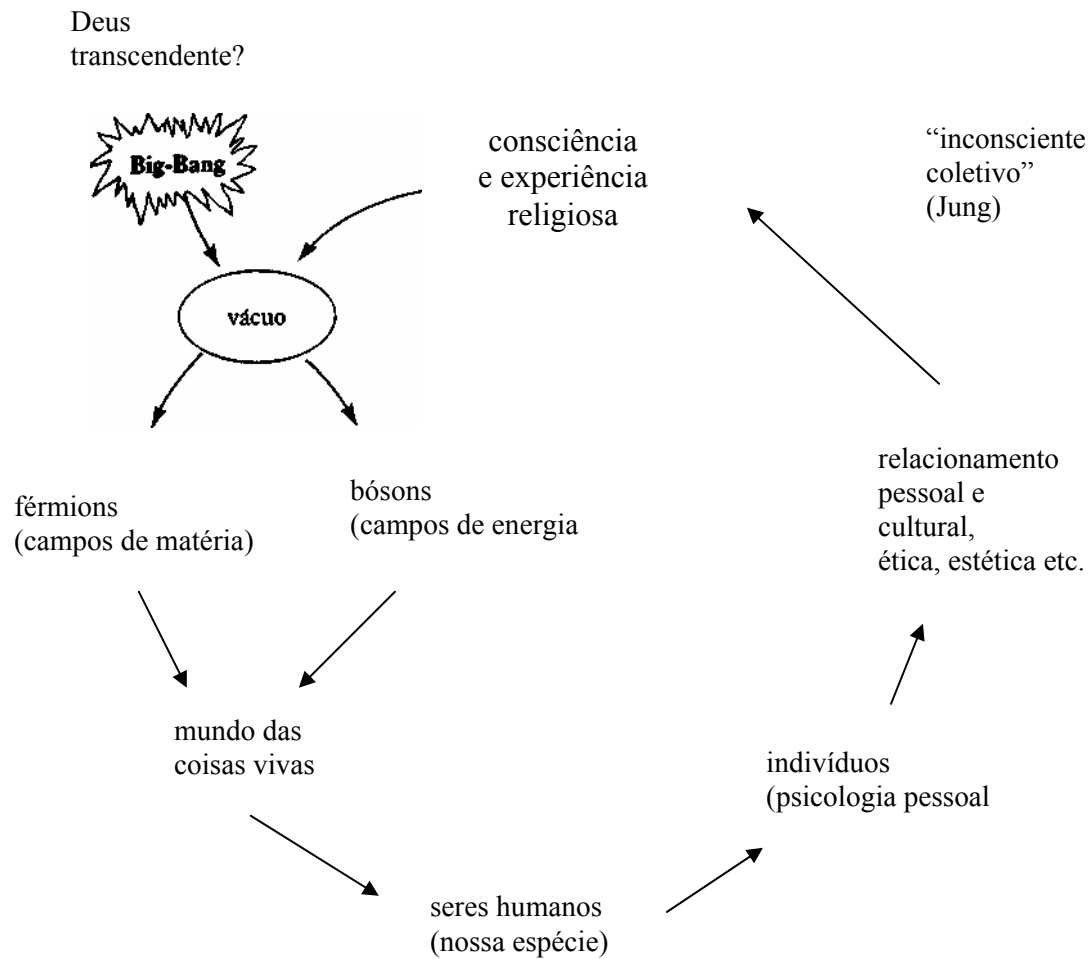 Deus
transcendente?
Big-Bang
consciência
e experiência
religiosa
“inconsciente
coletivo”
(Jung)
vácuo
férmions
(campos de matéria)
bósons
(campos de energia
relacionamento
pessoal e
cultural,
ética, estética etc.
mundo das
coisas vivas
indivíduos
(psicologia pessoal
seres humanos
(nossa espécie)